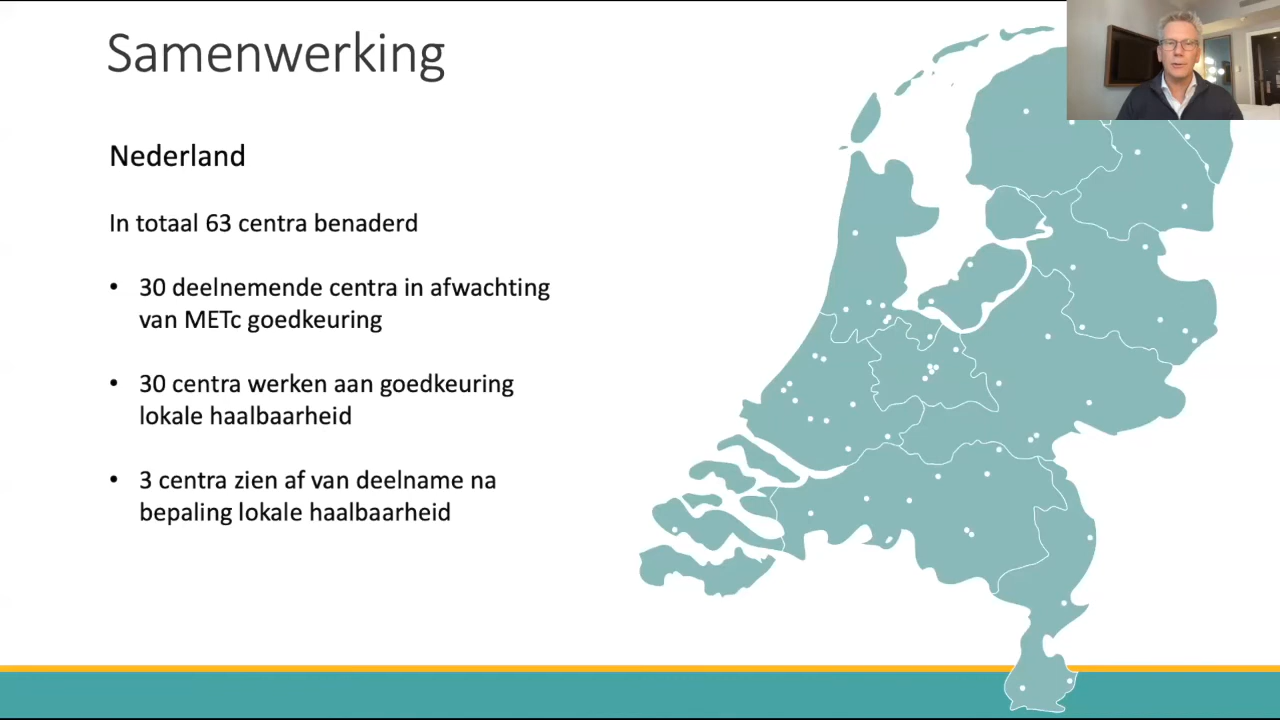 Samenwerking
Nederland
In totaal 63 centra benaderd
• 30 deelnemende centra in afwachting
van METc goedkeuring
• 30 centra werken aan goedkeuring
lokale haalbaarheid
• 3 centra zien af van deelname na
bepaling lokale haalbaarheid